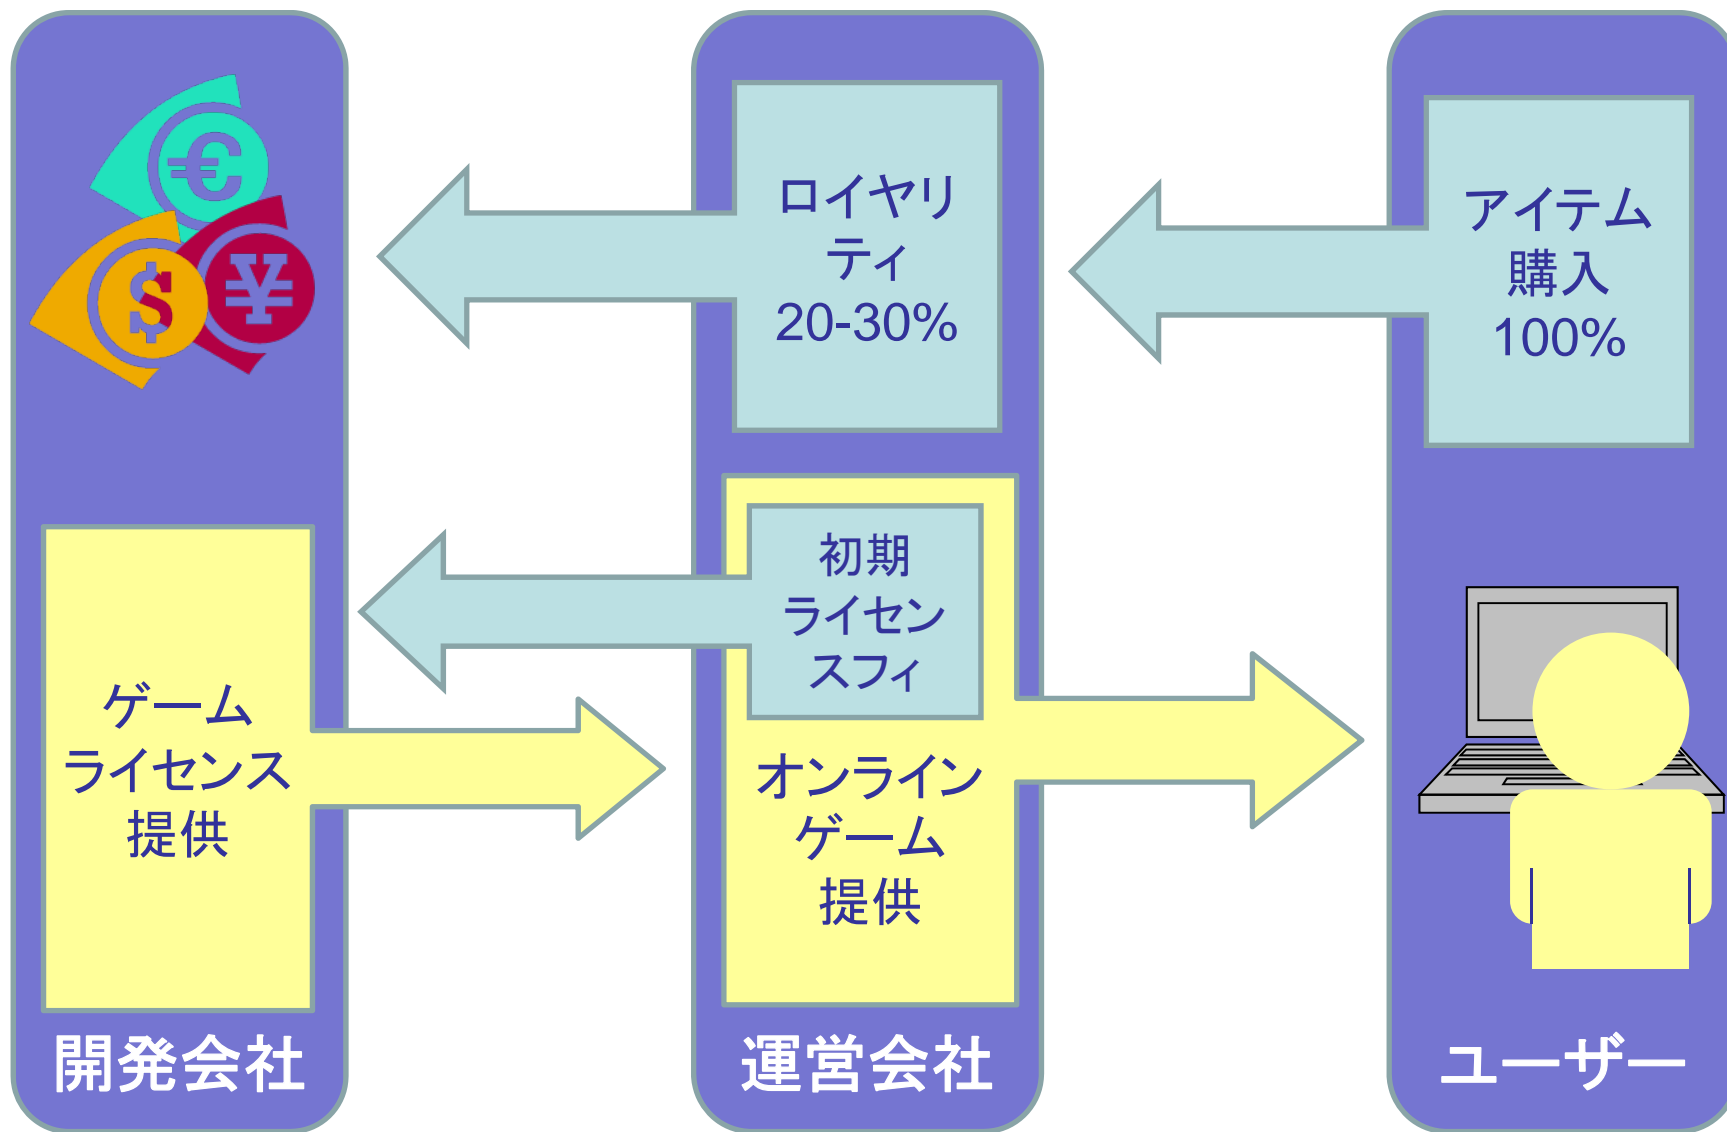 ロイヤリ
ティ
20-30%
アイテム
購入
100%
初期
ライセン
スフィ
ゲーム
ライセンス
提供
オンライン
ゲーム
提供
開発会社
運営会社
ユーザー
€
$
¥